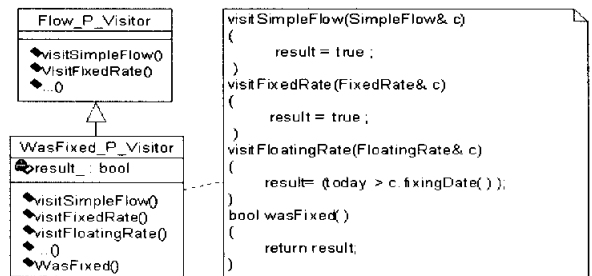 Flow_P_Visitor
visitSimpleFlow()
VisitFixedRate()
...()
WasFixed_P_Visitor
result_ : bool
visitSimpleFlow()
visitFixedRate()
visitFloatingRate()
...()
WasFixed()
visitSimpleFlow(SimpleFlow& c)
{
result = true ;
}
visitFixedRate(FixedRate& c)
{
result = true ;
}
visitFloatingRate(FloatingRate& c)
{
result= (today > c.fixingDate( ) );
}
bool wasFixed( )
{
return result;
}